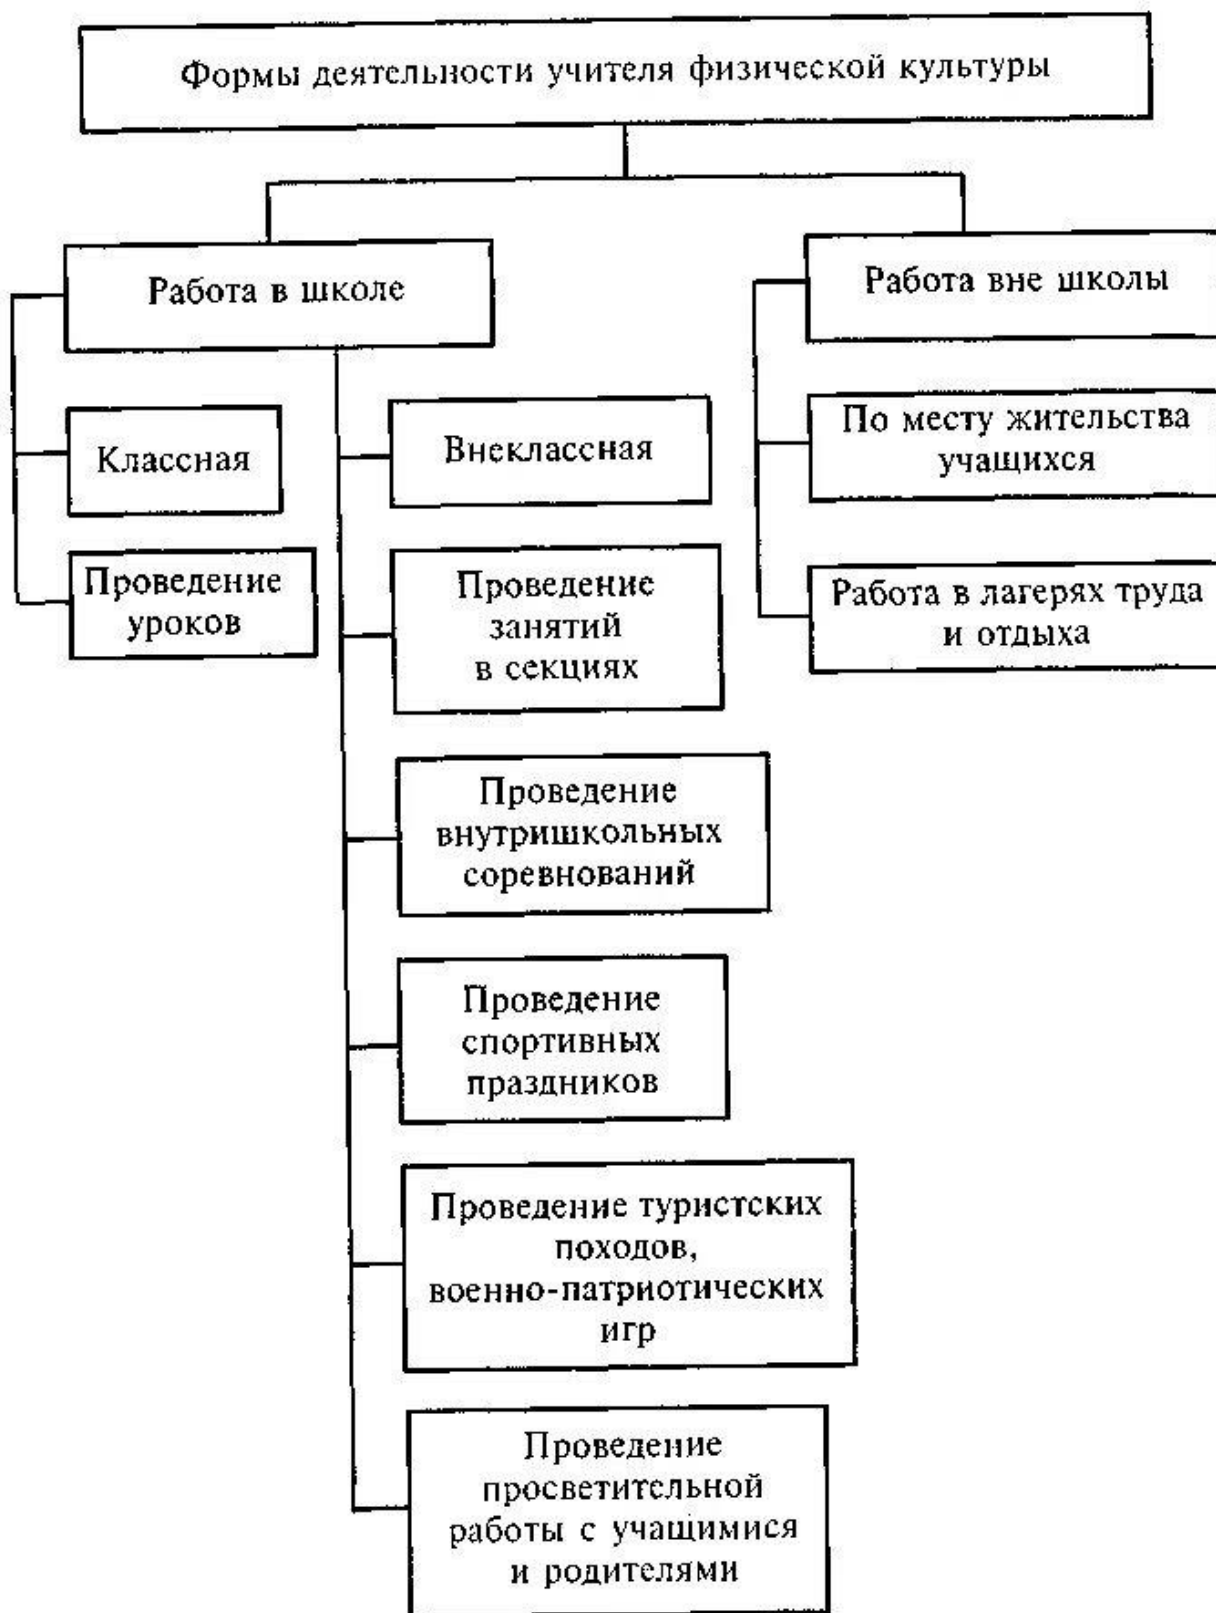 Формы деятельности учителя физической культуры
Работа в школе
Работа вне школы
Классная
Проведение
уроков
Внеклассная
Проведение
занятий
в секциях
Проведение
внутришкольных
соревнований
Проведение
спортивных
праздников
Проведение туристских
походов,
военно-патриотических
игр
Проведение
просветительной
работы с учащимися
и родителями
По месту жительства
учащихся
Работа в лагерях труда
и отдыха